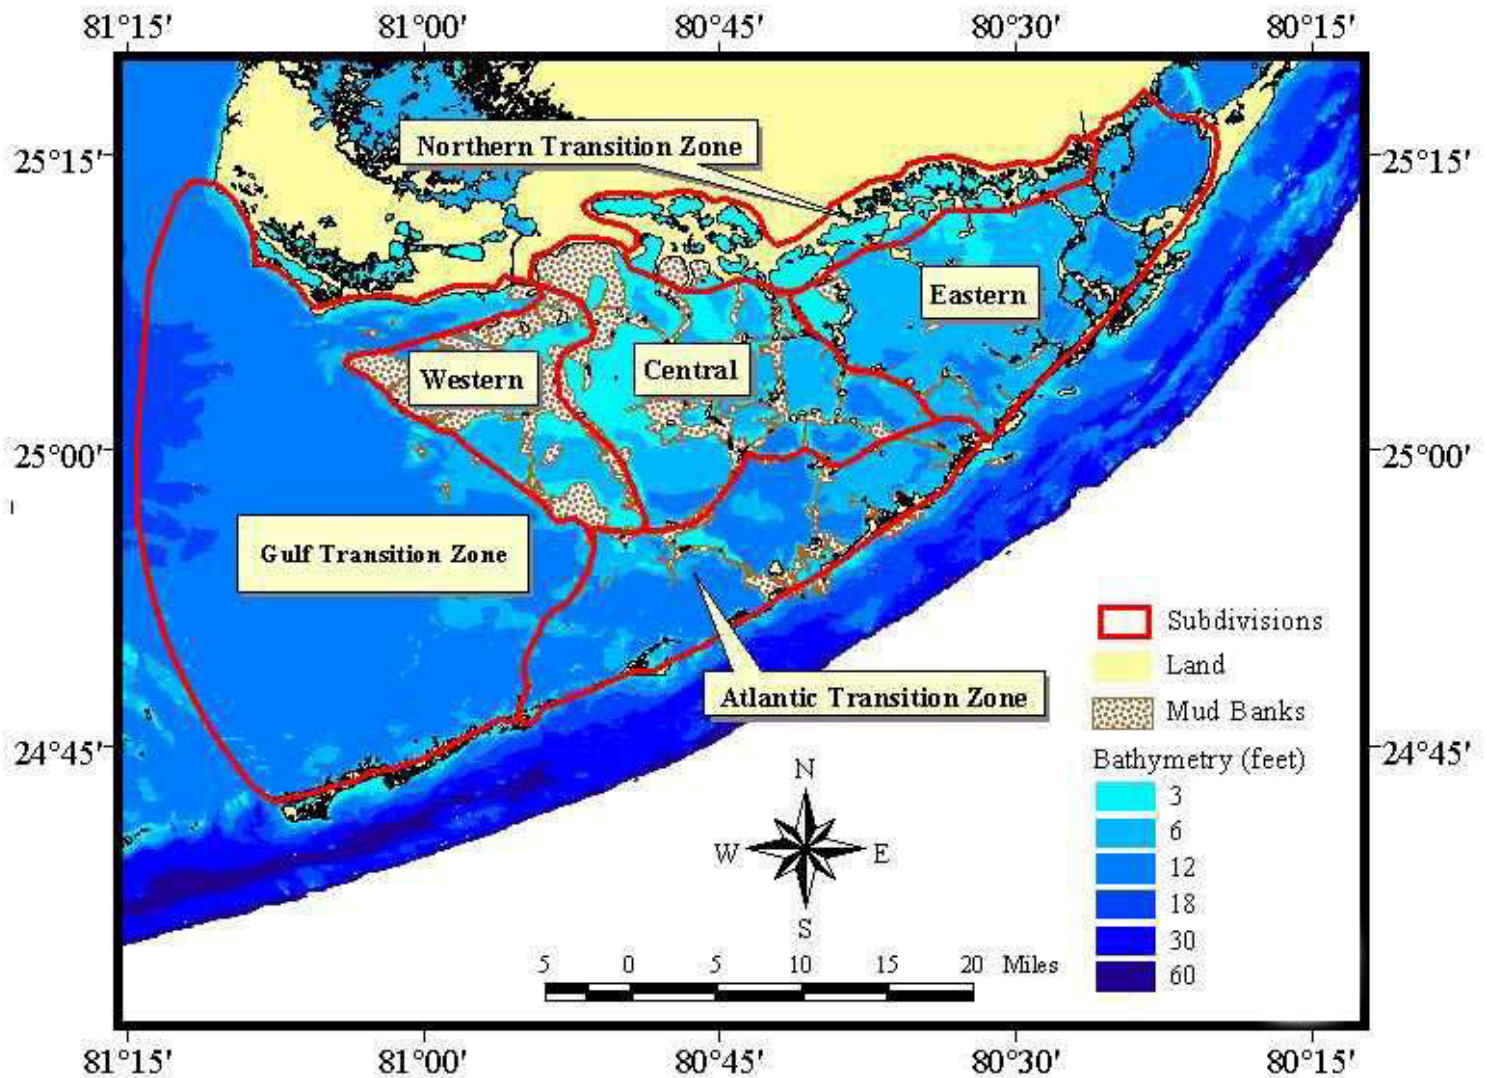 81°15' 81°00' 80°45' 80°30' 80°15'
Northern Transition Zone
25°15' 25°15'
Eastern
Western Central
25°00' 25°00'
Gulf Transition Zone
Subdivisions
Land
Atlantic Transition Zone
Mud Banks
24°45' 24°45'
Bathymetry (feet)
N
3
6
W E
12
18
S
30
5 0 5 10 15 20 Miles
60
81°15' 81°00' 80°45' 80°30' 80°15'